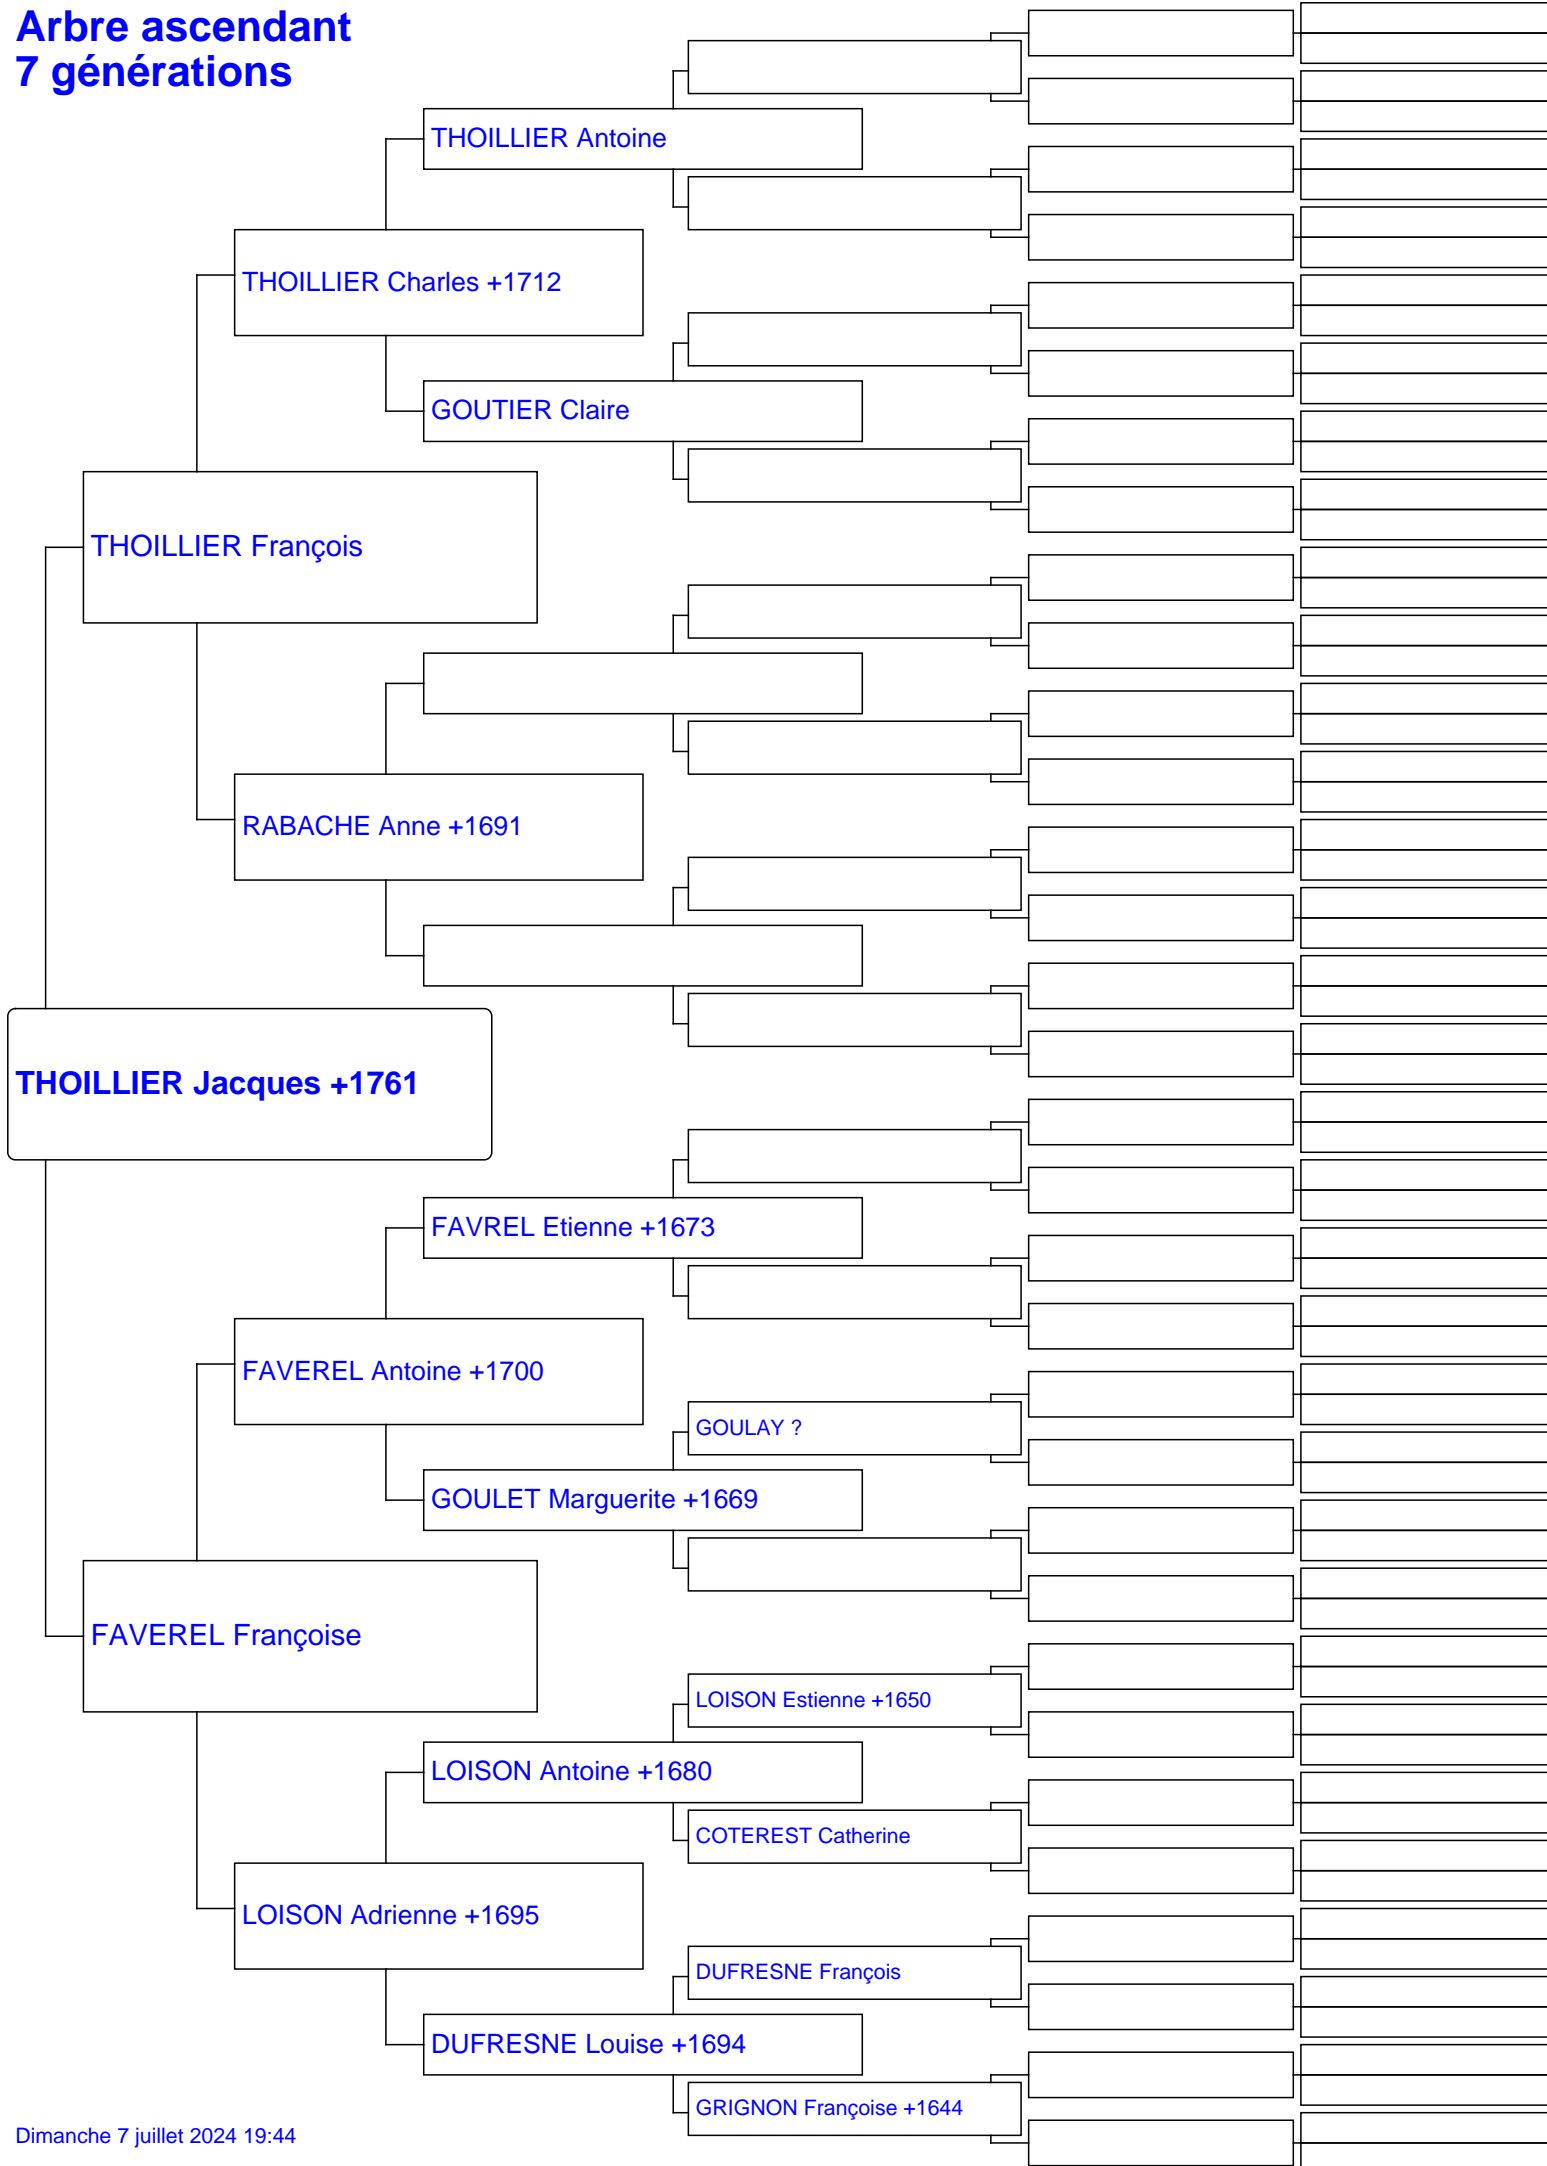 Arbre ascendant
7 générations
THOILLIER Antoine
THOILLIER Charles +1712
GOUTIER Claire
THOILLIER François
RABACHE Anne +1691
THOILLIER Jacques +1761
FAVREL Etienne +1673
FAVEREL Antoine +1700
GOULAY ?
GOULET Marguerite +1669
FAVEREL Françoise
LOISON Estienne +1650
LOISON Antoine +1680
COTEREST Catherine
LOISON Adrienne +1695
DUFRESNE François
DUFRESNE Louise +1694
GRIGNON Françoise +1644
Dimanche 7 juillet 2024 19:44